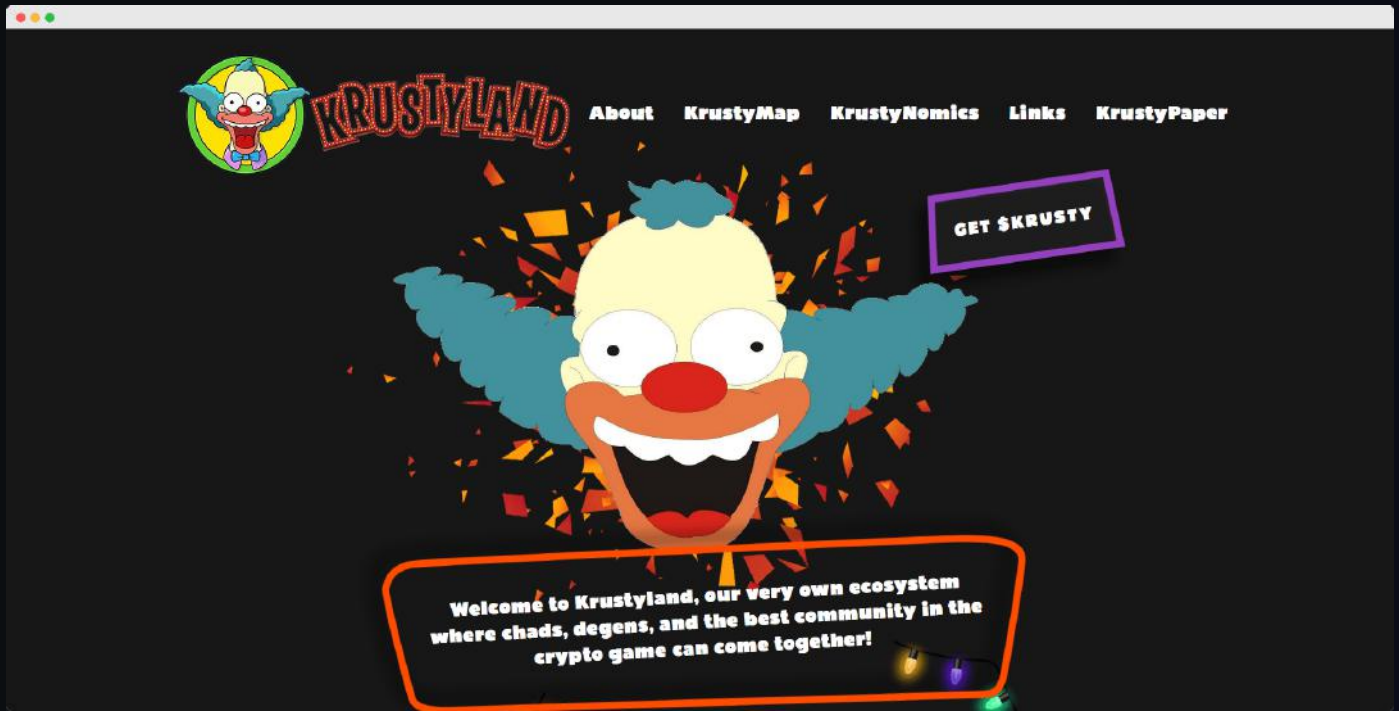 KRUSTYLAND
About KrustyMap KrustyNomics Links KrustyPaper
GET $KRUSTY
Welcome to Krustyland, our very own ecosystem
where chads, degens, and the best community in the
crypto game can come together!